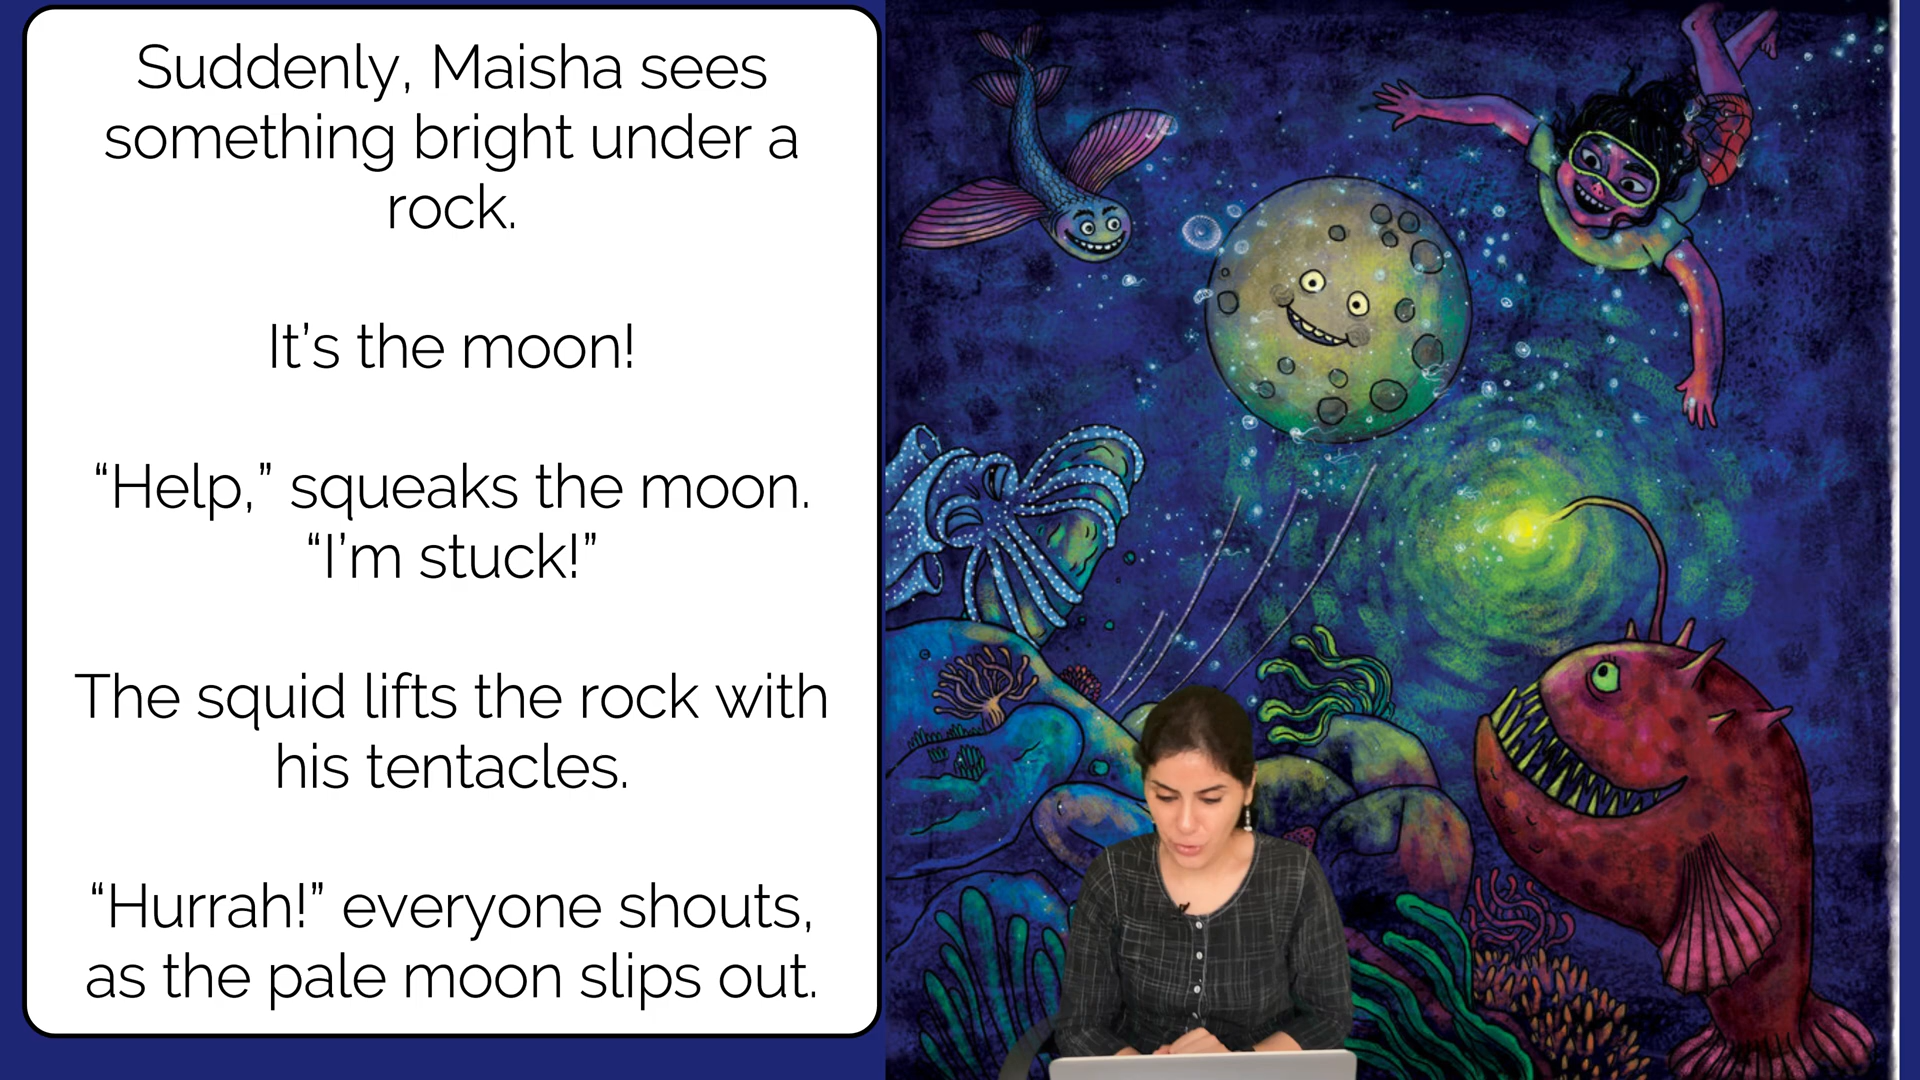 Suddenly, Maisha sees
something bright under a
rock.
It’s the moon!
“Help,” squeaks the moon.
“I’m stuck!”
The squid lifts the rock with
his tentacles.
“Hurrah!” everyone shouts,
as the pale moon slips out.